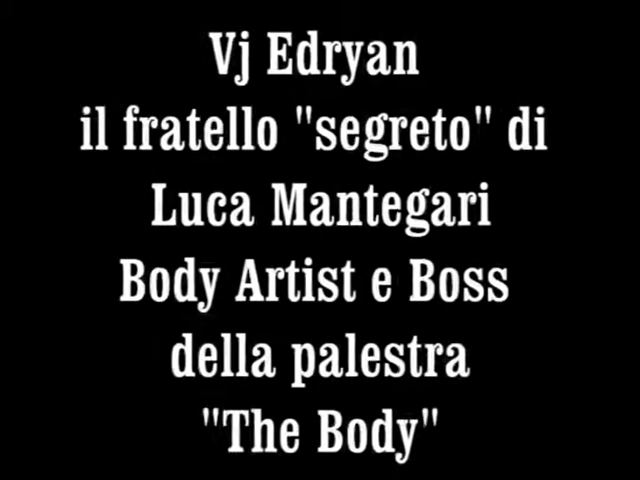 Vj Edryan
il fratello "segreto" di
Luca Mantegari
Body Artist e Boss
della palestra
"The Body"